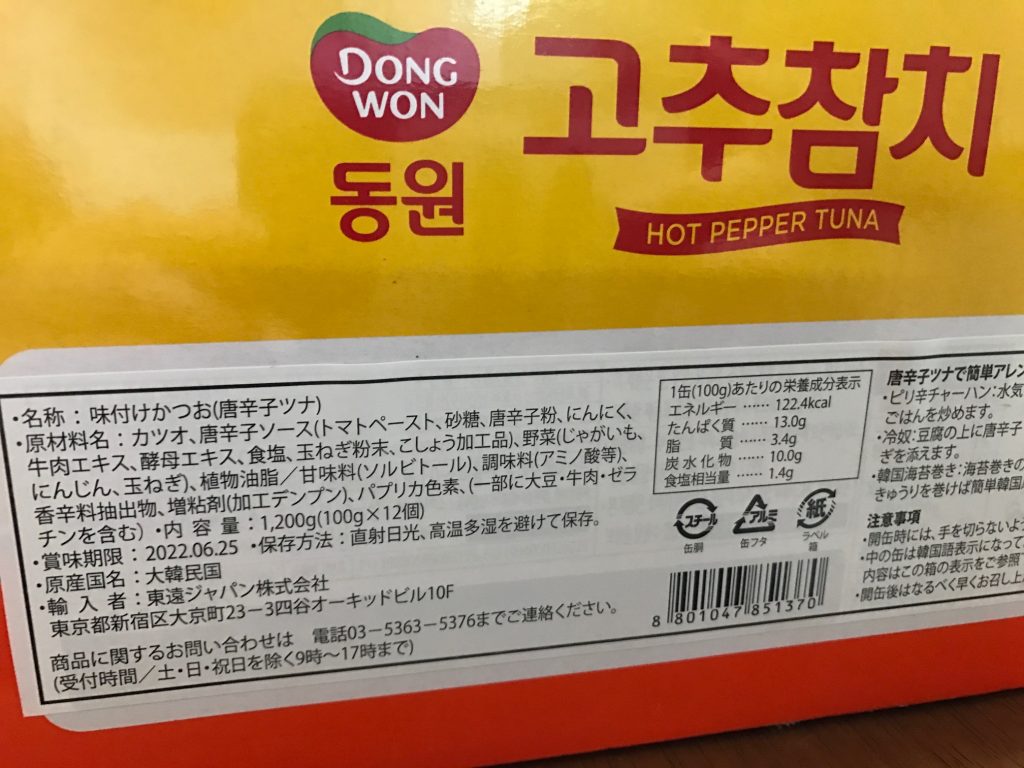 DONG
WON
동원
고추참치
HOT PEPPER TUNA
・名称：味付けかつお(唐辛子ツナ)
・原材料名：カツオ、唐辛子ソース(トマトペースト、砂糖、唐辛子粉、にんにく、
牛肉エキス、酵母エキス、食塩、玉ねぎ粉末、こしょう加工品)、野菜(じゃがいも、
にんじん、玉ねぎ)、植物油脂／甘味料(ソルビトール)、調味料(アミノ酸等)、
香辛料抽出物、増粘剤(加工デンプン)、パプリカ色素、(一部に大豆・牛肉・ゼラ
チンを含む) ・内容量：1,200g(100g×12個)
・賞味期限：2022.06.25 ・保存方法：直射日光、高温多湿を避けて保存。
・原産国名：大韓民国
・輸入者：東遠ジャパン株式会社
東京都新宿区大京町23－3四谷オーキッドビル10F
商品に関するお問い合わせは 電話03－5363－5376までご連絡ください。
(受付時間／土・日・祝日を除く9時～17時まで)
1缶(100g)あたりの栄養成分表示
エネルギー …… 122.4kcal
たんぱく質 …… 13.0g
脂質 …… 3.4g
炭水化物 …… 10.0g
食塩相当量 …… 1.4g
スチール
缶胴
アルミ
缶フタ
紙
ラベル
箱
8 801047 851370
唐辛子ツナで簡単アレン
・ピリ辛チャーハン：水気
ごはんを炒めます。
・冷奴：豆腐の上に唐辛子
ぎを添えます。
・韓国海苔巻き：海苔巻きの
きゅうりを巻けば簡単韓国
注意事項
・開缶時には、手を切らないよう
・中の缶は韓国語表示になって
内容はこの箱の表示をご参照
・開缶後はなるべく早くお召し上